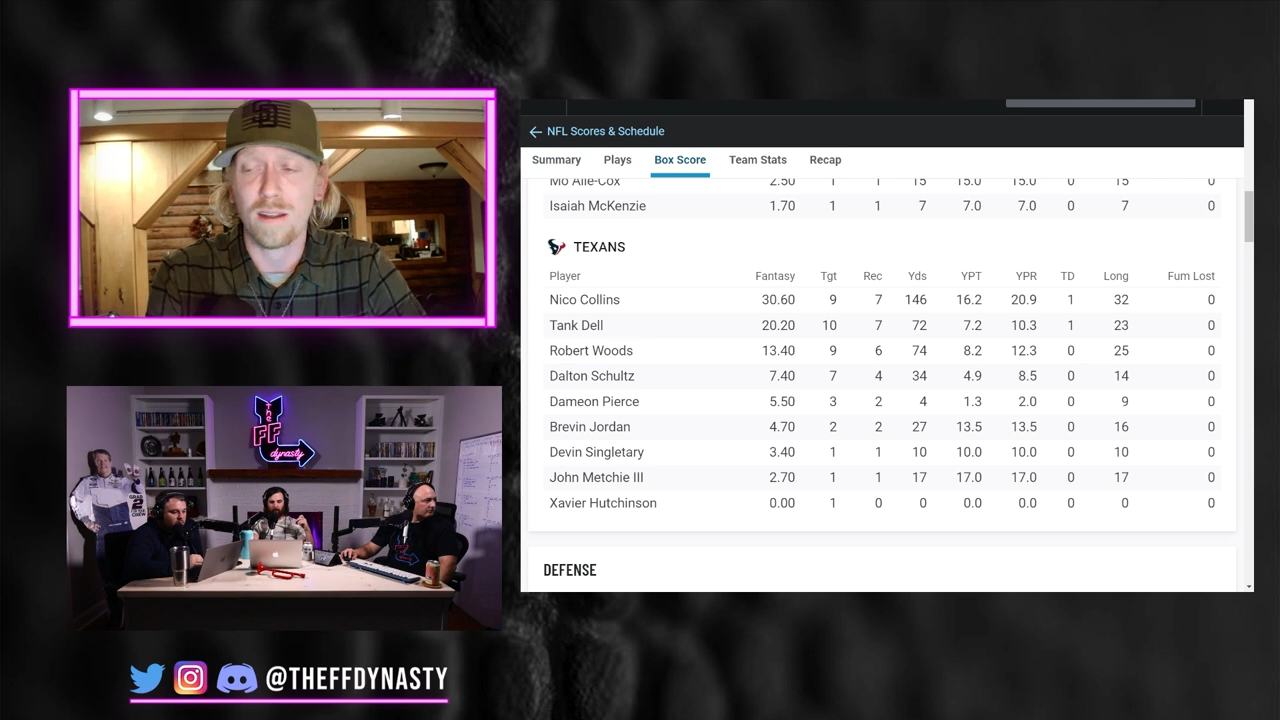 NFL Scores & Schedule
Summary Plays Box Score Team Stats Recap
Mo Alie-Cox 2.50 1 1 15 15.0 15.0 0 15 0
Isaiah McKenzie 1.70 1 1 7 7.0 7.0 0 7 0
TEXANS
Player Fantasy Tgt Rec Yds YPT YPR TD Long Fum Lost
Nico Collins 30.60 9 7 146 16.2 20.9 1 32 0
Tank Dell 20.20 10 7 72 7.2 10.3 1 23 0
Robert Woods 13.40 9 6 74 8.2 12.3 0 25 0
Dalton Schultz 7.40 7 4 34 4.9 8.5 0 14 0
Dameon Pierce 5.50 3 2 4 1.3 2.0 0 9 0
Brevin Jordan 4.70 2 2 27 13.5 13.5 0 16 0
Devin Singletary 3.40 1 1 10 10.0 10.0 0 10 0
John Metchie III 2.70 1 1 17 17.0 17.0 0 17 0
Xavier Hutchinson 0.00 1 0 0 0.0 0.0 0 0 0
DEFENSE
The
FF
dynasty
@THEFFDYNASTY